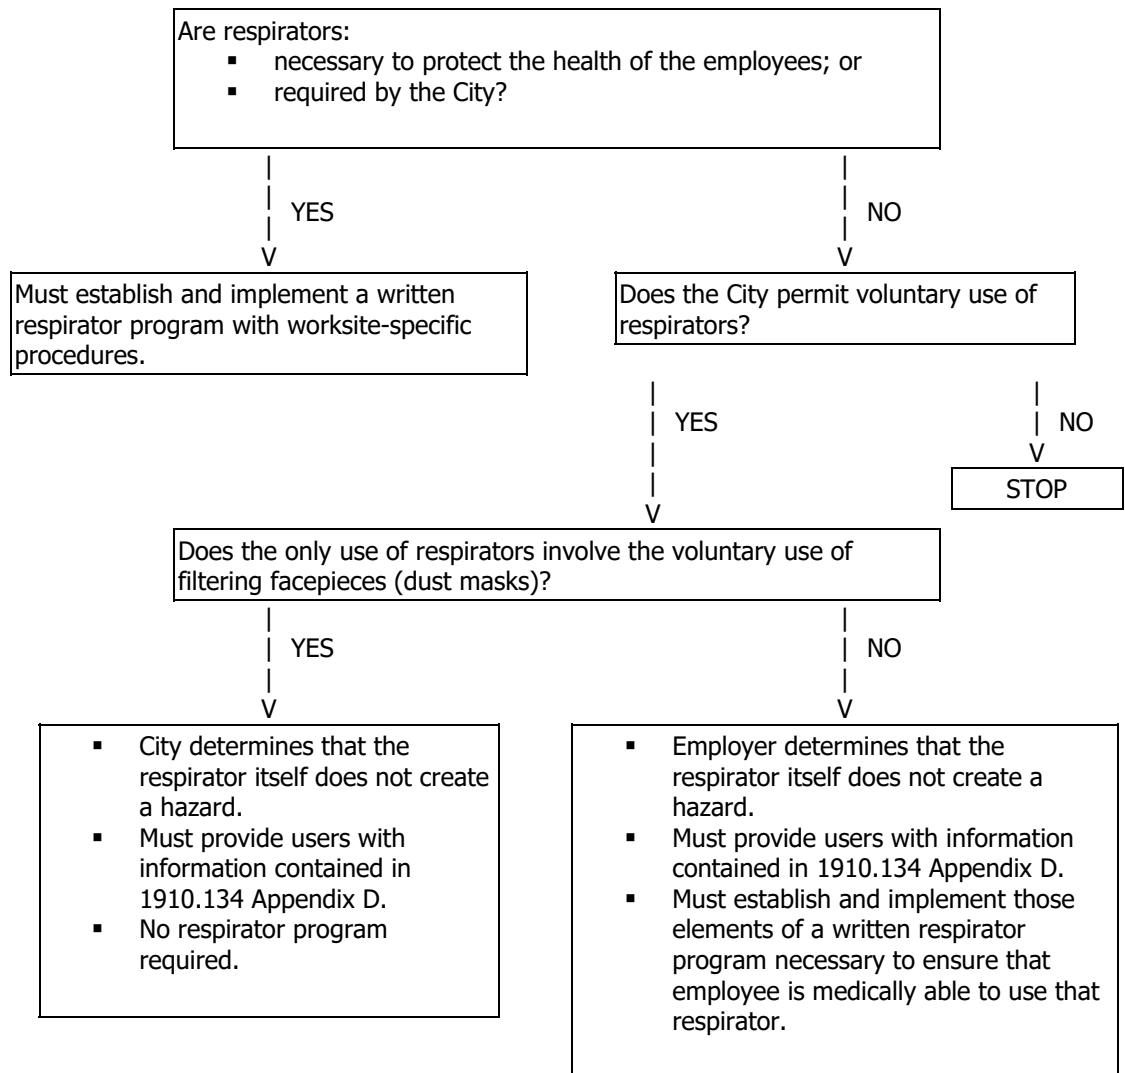 Are respirators:
▪ necessary to protect the health of the employees; or
▪ required by the City?
YES
NO
Must establish and implement a written
respirator program with worksite-specific
procedures.
Does the City permit voluntary use of
respirators?
YES
NO
STOP
Does the only use of respirators involve the voluntary use of
filtering facepieces (dust masks)?
YES
NO
▪ City determines that the
respirator itself does not create
a hazard.
▪ Must provide users with
information contained in
1910.134 Appendix D.
▪ No respirator program
required.
▪ Employer determines that the
respirator itself does not create a
hazard.
▪ Must provide users with information
contained in 1910.134 Appendix D.
▪ Must establish and implement those
elements of a written respirator
program necessary to ensure that
employee is medically able to use that
respirator.